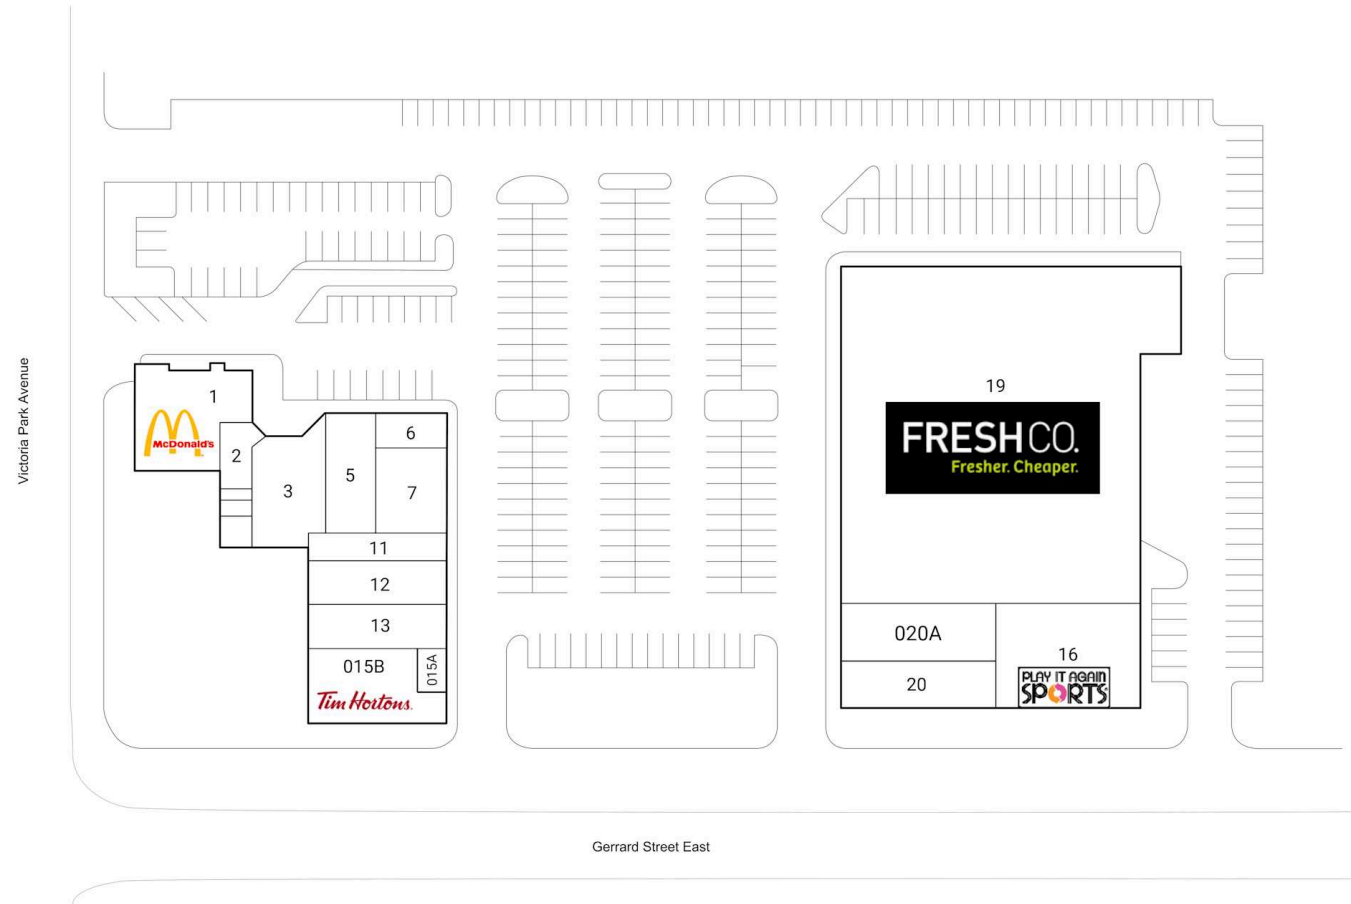 Victoria Park Avenue
1
McDonald's
2
3
5
6
7
11
12
13
015B
015A
Tim Hortons.
19
FRESHCO.
Fresher. Cheaper.
020A
20
16
PLAY IT AGAIN
SPORTS
Gerrard Street East